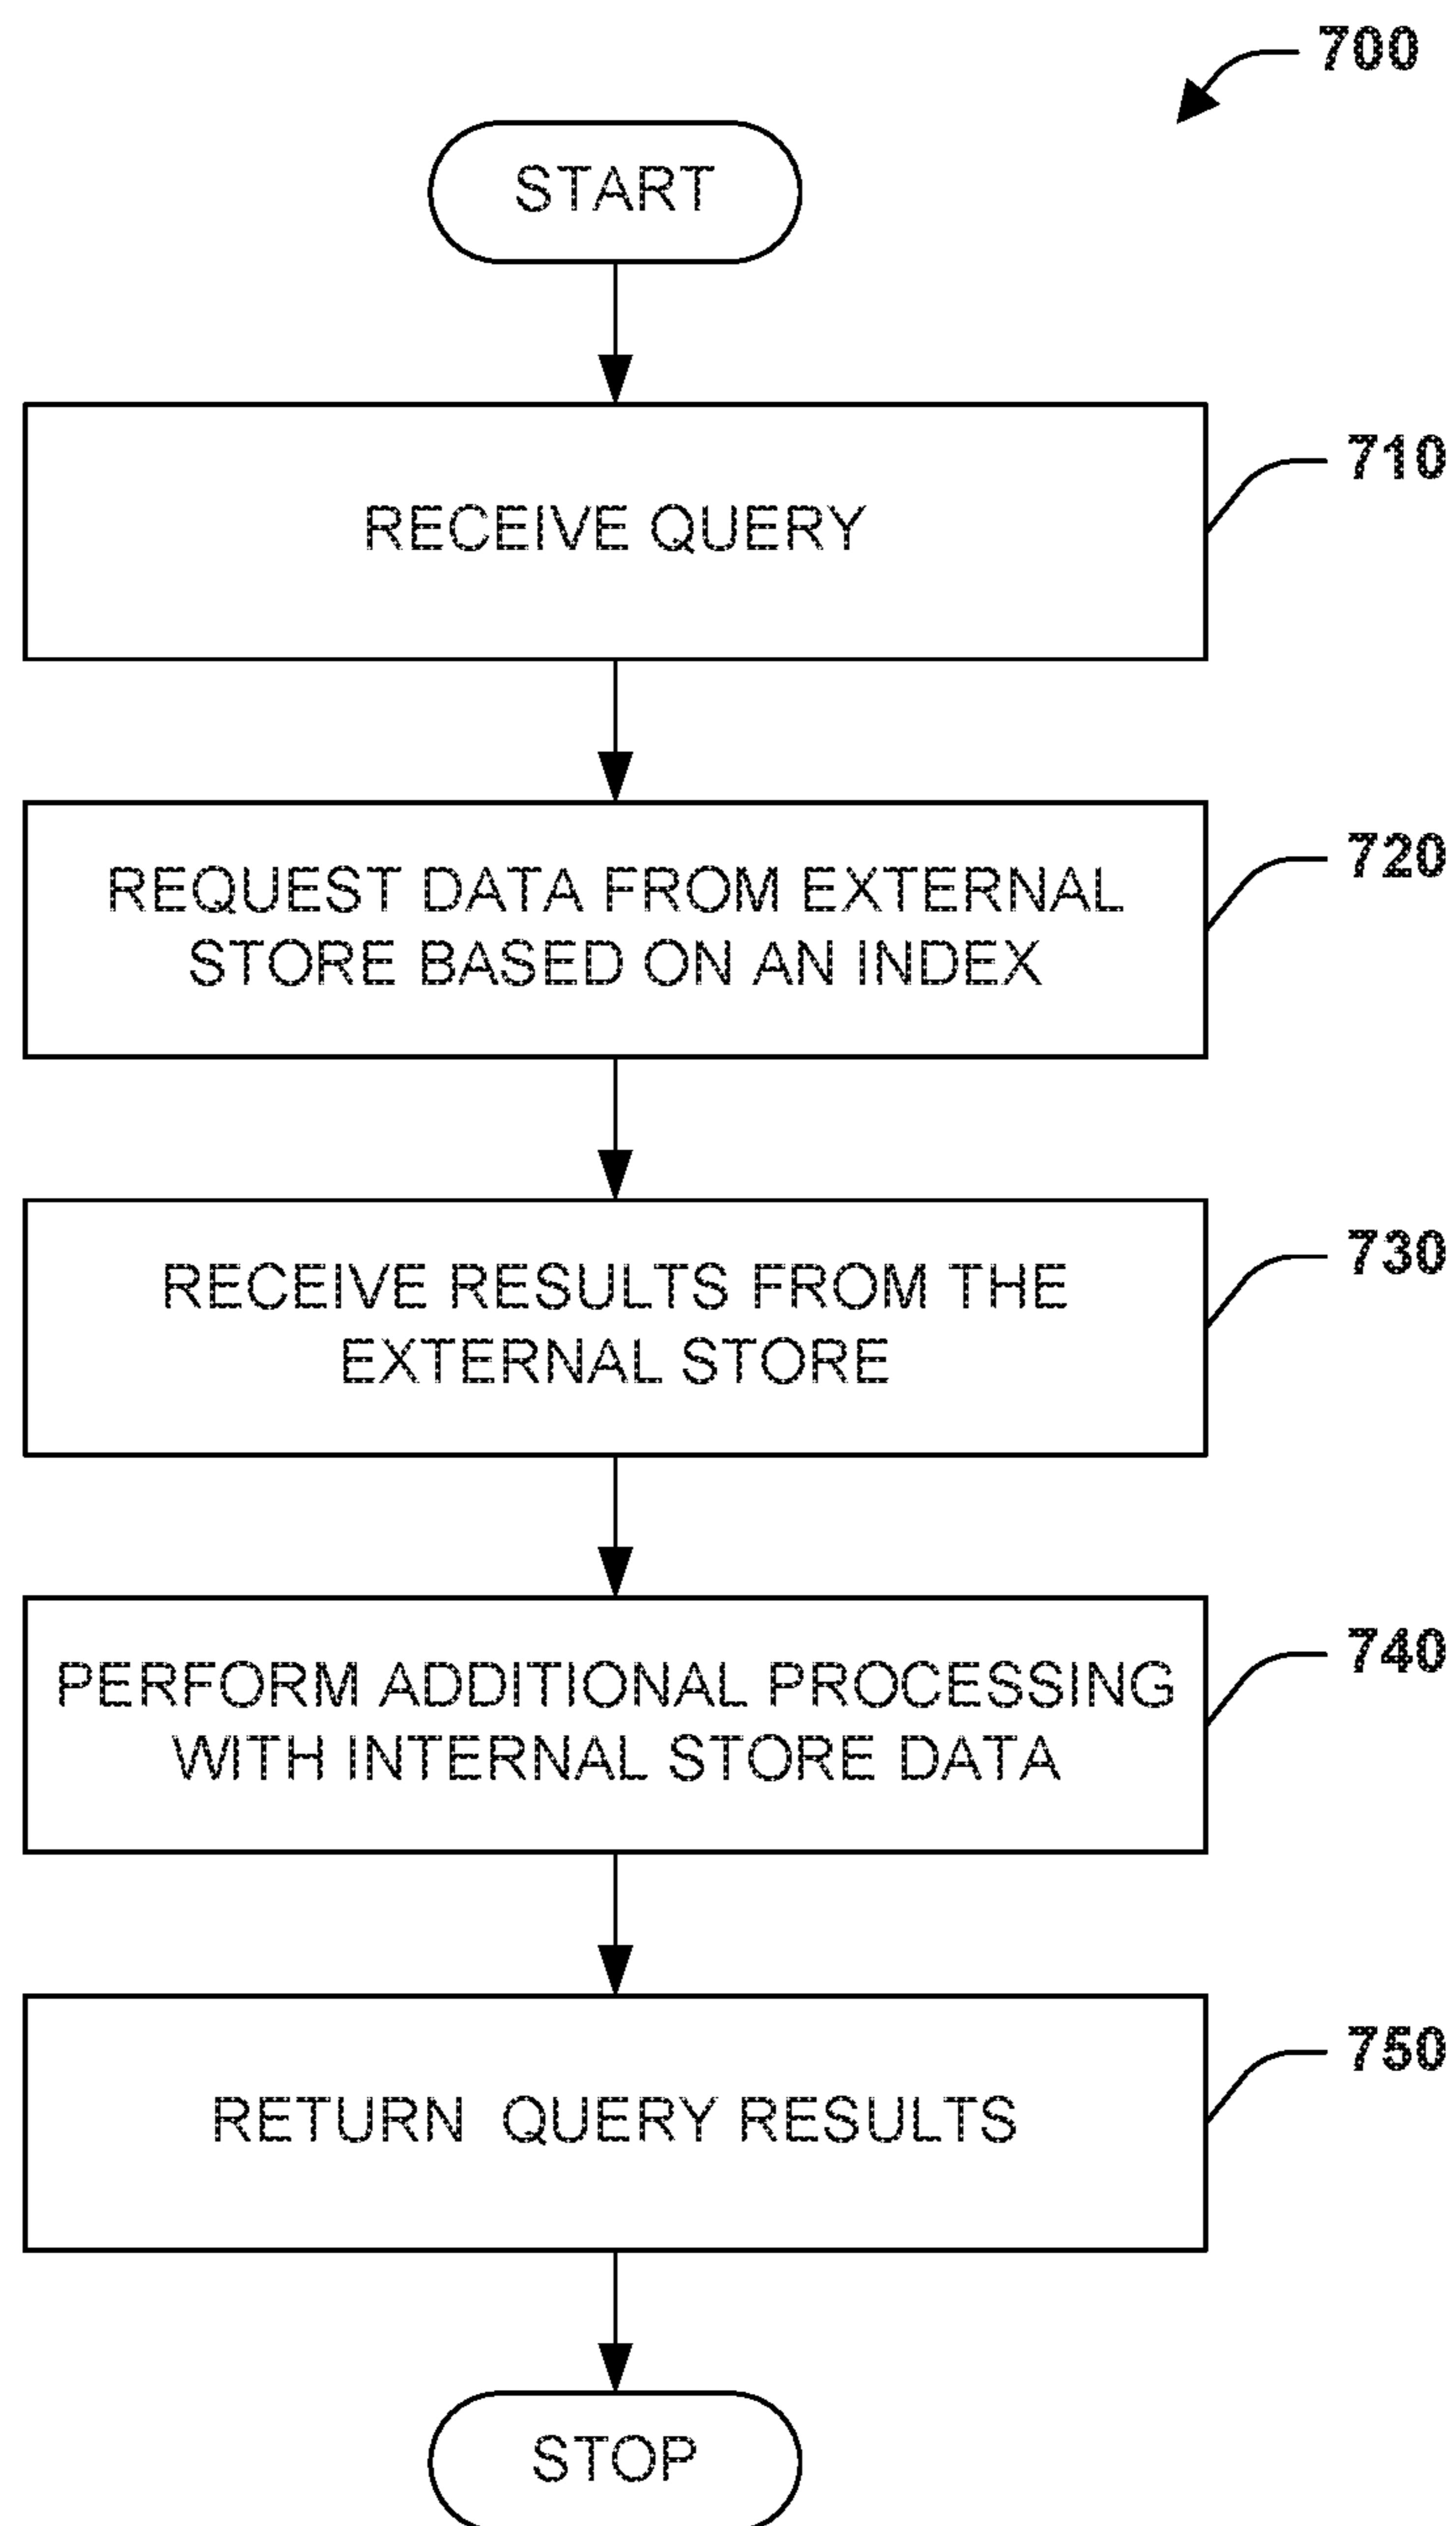 700
START
RECEIVE QUERY
710
REQUEST DATA FROM EXTERNAL
STORE BASED ON AN INDEX
720
RECEIVE RESULTS FROM THE
EXTERNAL STORE
730
PERFORM ADDITIONAL PROCESSING
WITH INTERNAL STORE DATA
740
RETURN QUERY RESULTS
750
STOP